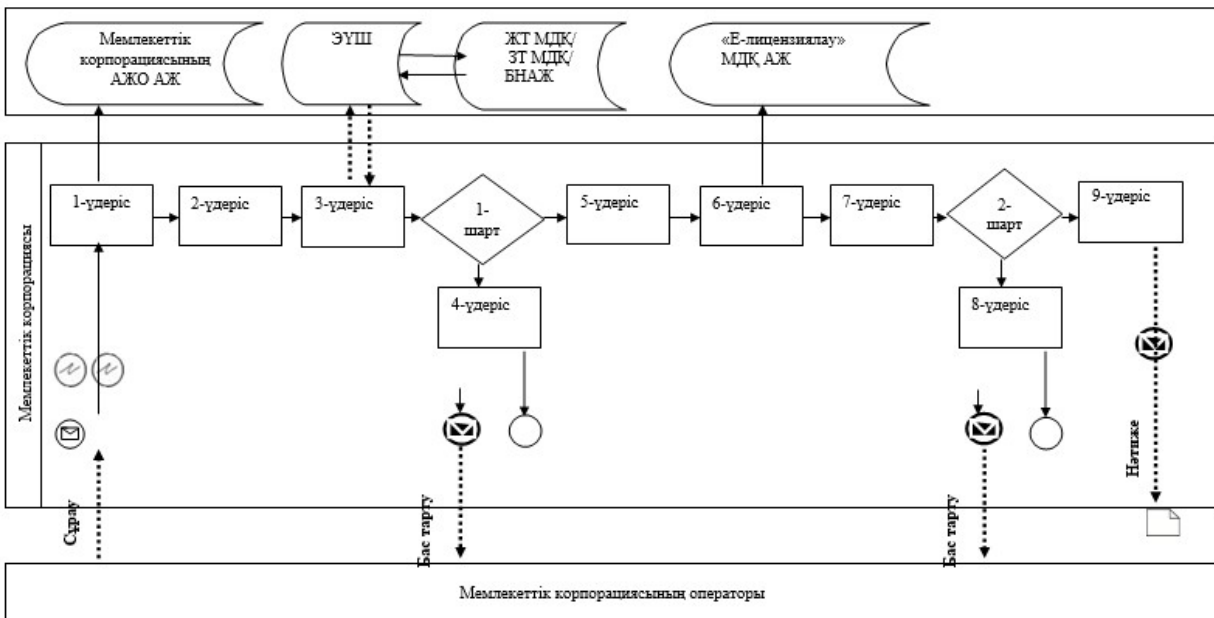 Мемлекеттік
корпорациясының
АЖО АЖ
ЭҮШ
ЖТ МДҚ/
ЗТ МДҚ/
БНАЖ
«Е-лицензиялау»
МДҚ АЖ
Мемлекеттік корпорациясы
1-үдеріс
2-үдеріс
3-үдеріс
1-
шарт
5-үдеріс
6-үдеріс
7-үдеріс
2-
шарт
9-үдеріс
4-үдеріс
8-үдеріс
Сұрау
Бас тарту
Бас тарту
Нәтиже
Мемлекеттік корпорациясының операторы